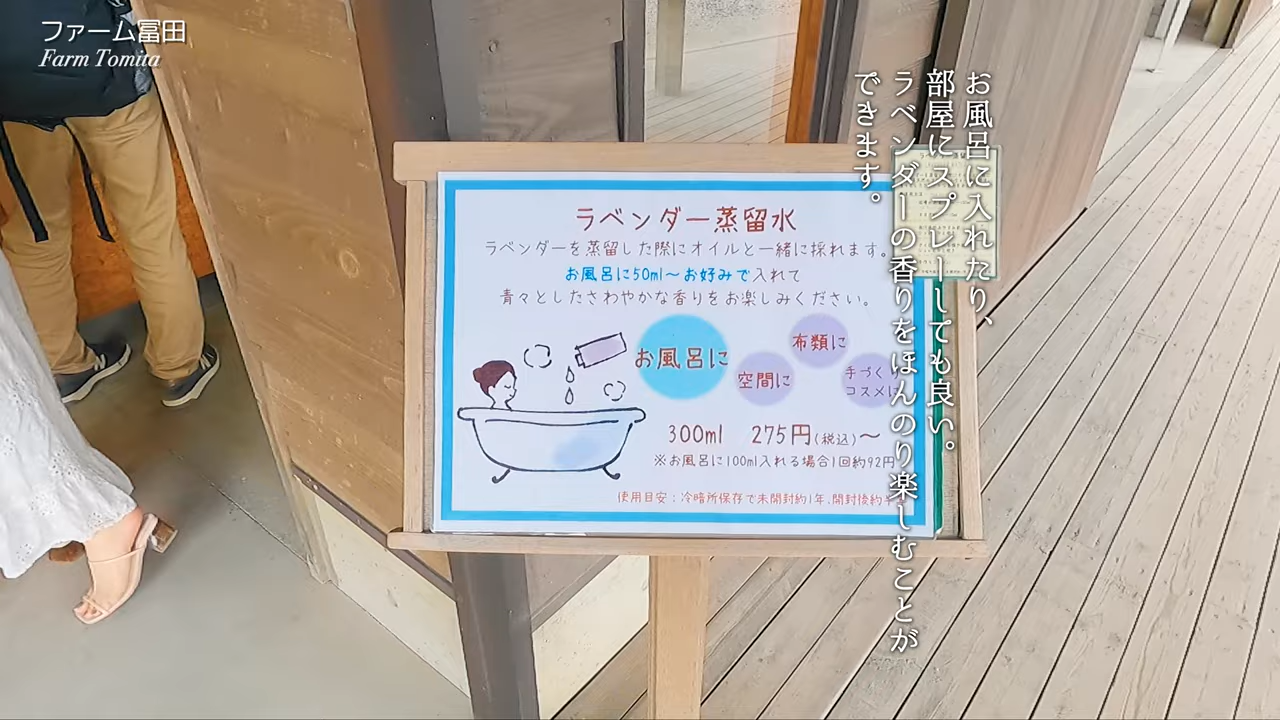 ファーム冨田
Farm Tomita
お風呂に入れたり、
部屋にスプレーしても良い。
ラベンダーの香りをほんのり楽しむことが
できます。
ラベンダー蒸留水
ラベンダーを蒸留した際にオイルと一緒に採れます。
お風呂に50ml～お好みで入れて
青々としたさわやかな香りをお楽しみください。
お風呂に
空間に
布類に
手づくり
コスメに
300ml 275円(税込)～
※お風呂に100ml入れる場合1回約92円
使用目安：冷暗所保存で未開封約1年、開封後約